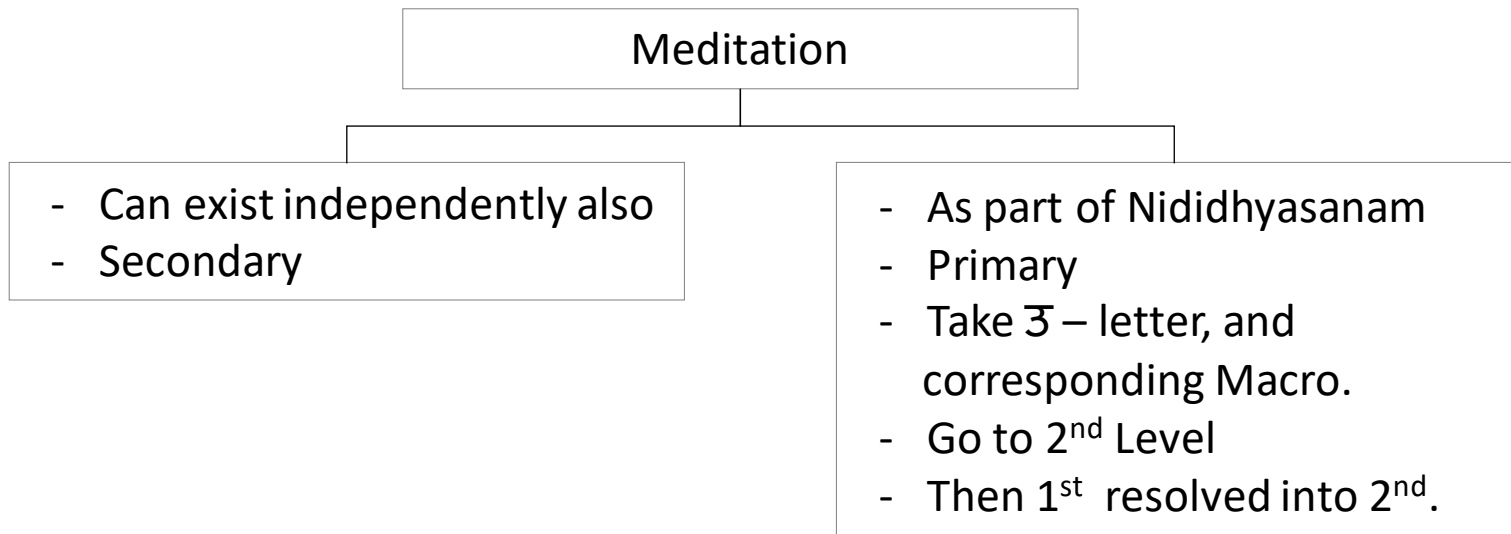 Meditation
- Can exist independently also
- Secondary
- As part of Nididhyasanam
- Primary
- Take उ – letter, and
corresponding Macro.
- Go to 2nd Level
- Then 1st resolved into 2nd.